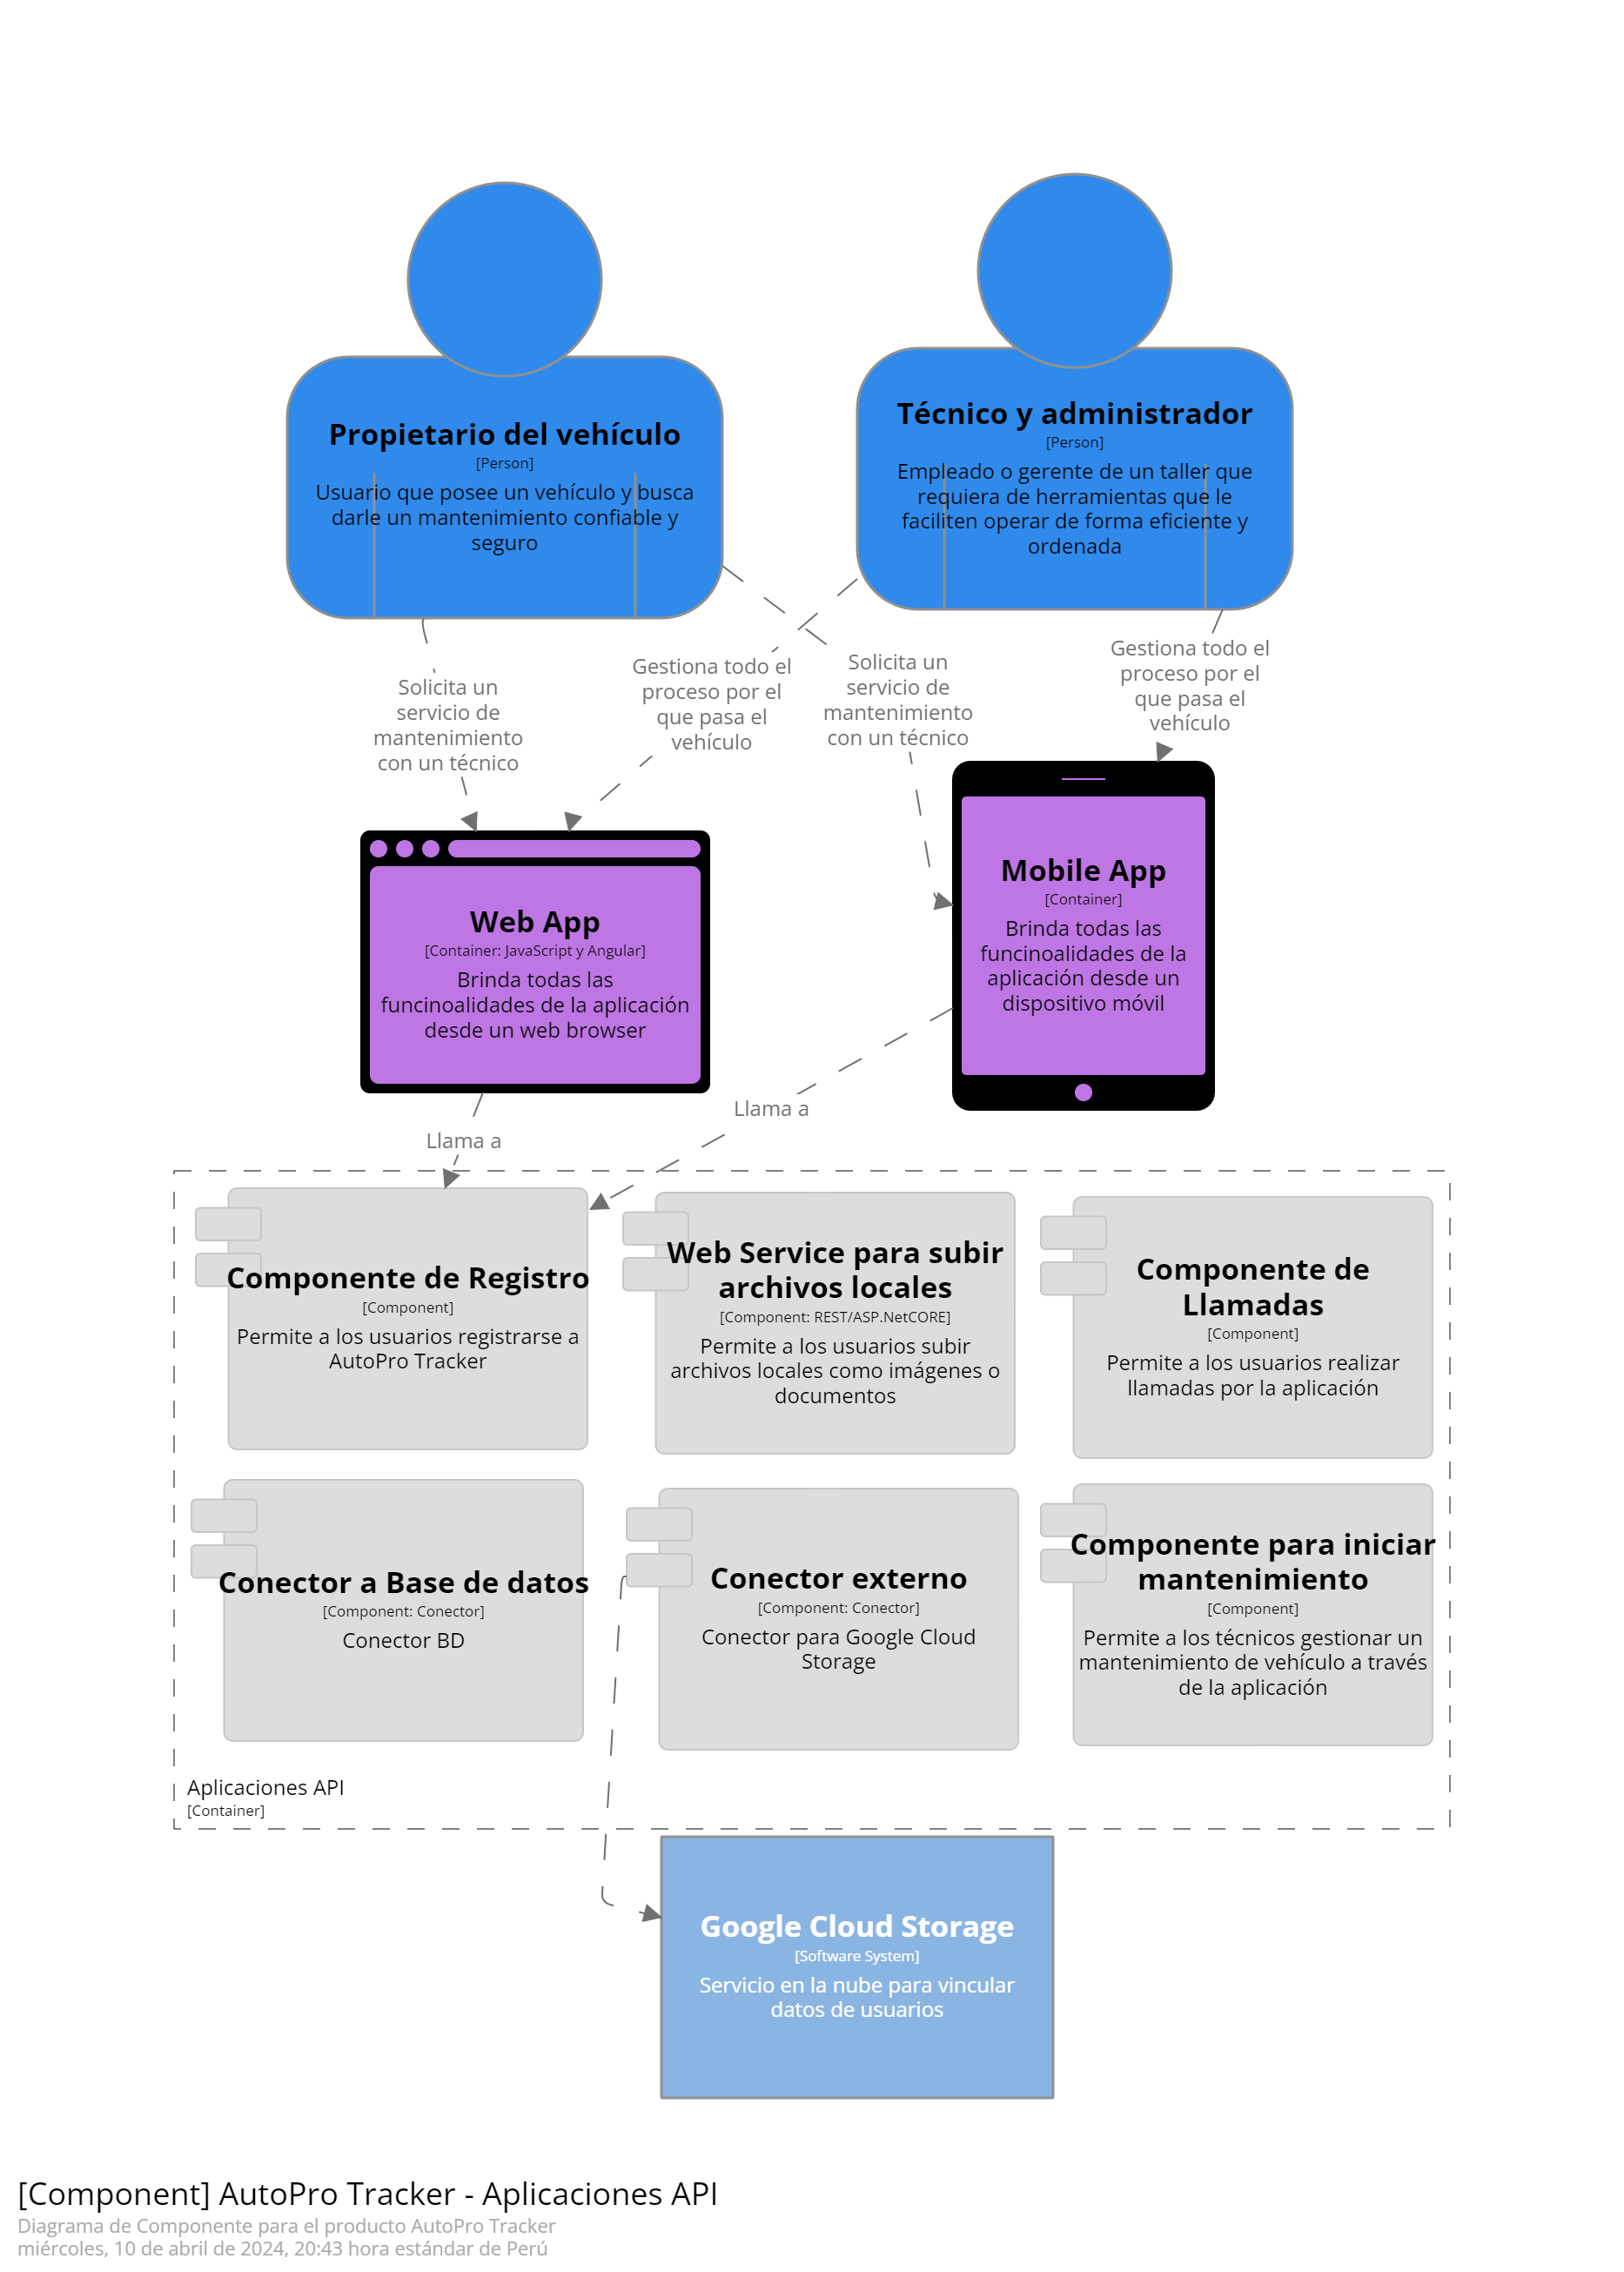 Propietario del vehículo
[Person]
Usuario que posee un vehículo y busca
darle un mantenimiento confiable y
seguro
Técnico y administrador
[Person]
Empleado o gerente de un taller que
requiera de herramientas que le
faciliten operar de forma eficiente y
ordenada
Solicita un
servicio de
mantenimiento
con un técnico
Gestiona todo el
proceso por el
que pasa el
vehículo
Solicita un
servicio de
mantenimiento
con un técnico
Gestiona todo el
proceso por el
que pasa el
vehículo
Web App
[Container: JavaScript y Angular]
Brinda todas las
funcinoalidades de la aplicación
desde un web browser
Mobile App
[Container]
Brinda todas las
funcinoalidades de la
aplicación desde un
dispositivo móvil
Llama a
Llama a
Componente de Registro
[Component]
Permite a los usuarios registrarse a
AutoPro Tracker
Web Service para subir
archivos locales
[Component: REST/ASP.NetCORE]
Permite a los usuarios subir
archivos locales como imágenes o
documentos
Componente de
Llamadas
[Component]
Permite a los usuarios realizar
llamadas por la aplicación
Conector a Base de datos
[Component: Conector]
Conector BD
Conector externo
[Component: Conector]
Conector para Google Cloud
Storage
Componente para iniciar
mantenimiento
[Component]
Permite a los técnicos gestionar un
mantenimiento de vehículo a través
de la aplicación
Aplicaciones API
[Container]
Google Cloud Storage
[Software System]
Servicio en la nube para vincular
datos de usuarios
[Component] AutoPro Tracker - Aplicaciones API
Diagrama de Componente para el producto AutoPro Tracker
miércoles, 10 de abril de 2024, 20:43 hora estándar de Perú